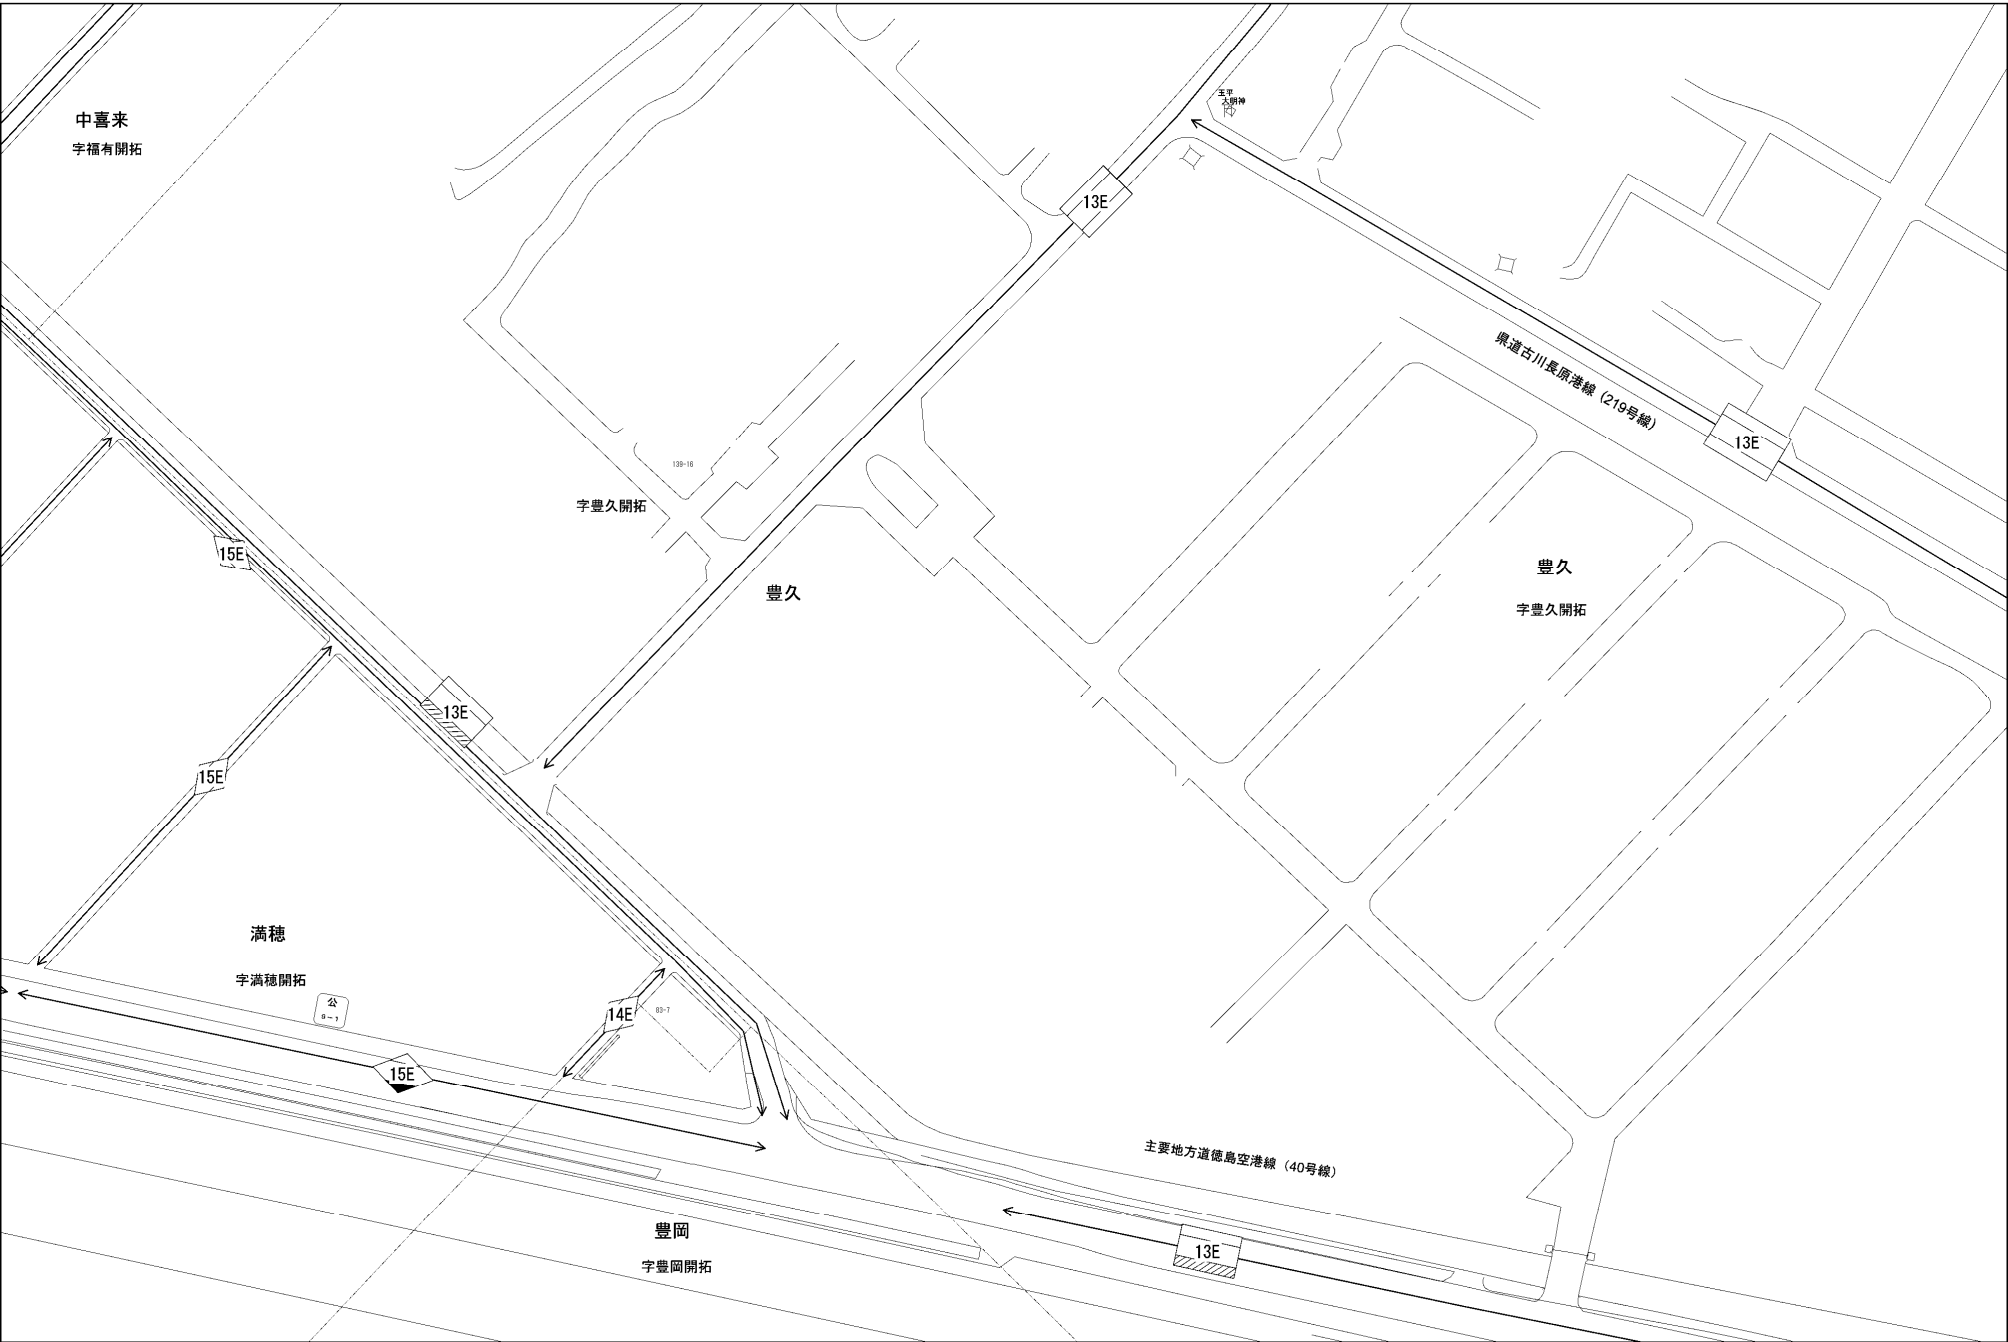 玉平
大明神
中喜来
字福有開拓
13E
県道古川長原港線（219号線）
13E
139-16
字豊久開拓
15E
豊久
豊久
字豊久開拓
13E
15E
満穂
字満穂開拓
公
6－1
14E
83-7
15E
主要地方道徳島空港線（40号線）
豊岡
字豊岡開拓
13E